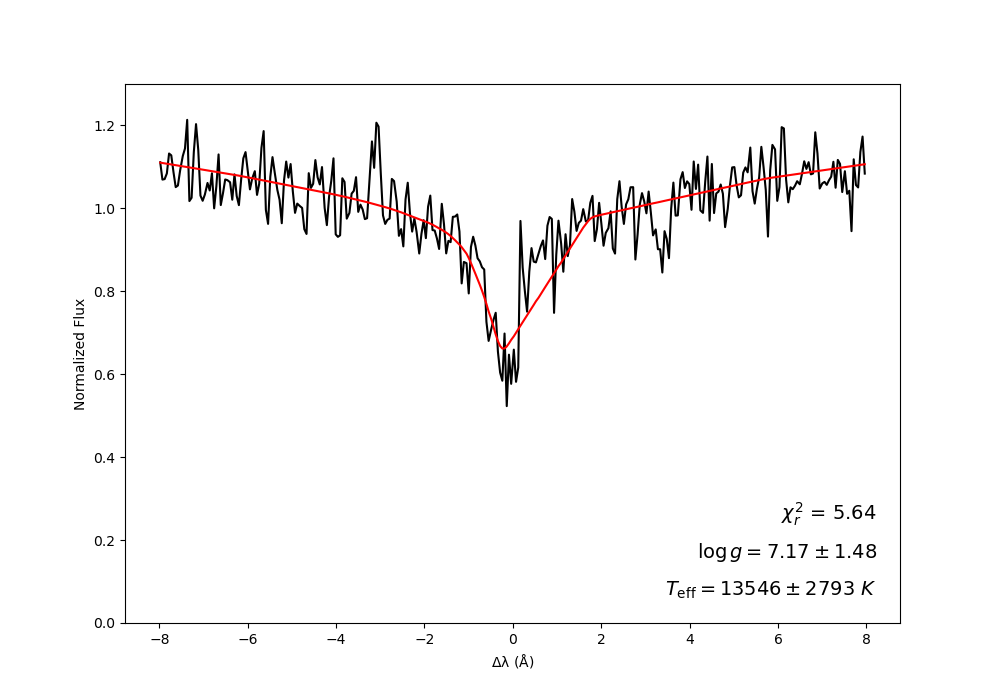 1.2
1.0
0.8
0.6
0.4
0.2
0.0
Normalized Flux
χ²ᵣ = 5.64
log g = 7.17 ± 1.48
T_eff = 13546 ± 2793 K
−8 −6 −4 −2 0 2 4 6 8
Δλ (Å)